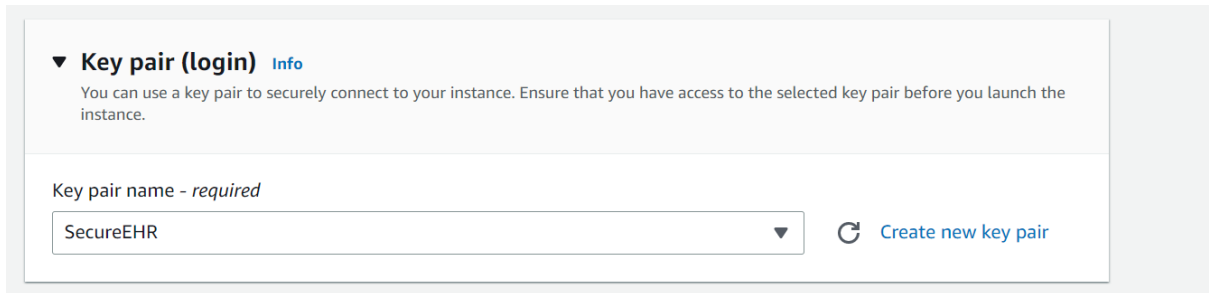 Key pair (login) Info
You can use a key pair to securely connect to your instance. Ensure that you have access to the selected key pair before you launch the
instance.
Key pair name - required
SecureEHR
Create new key pair